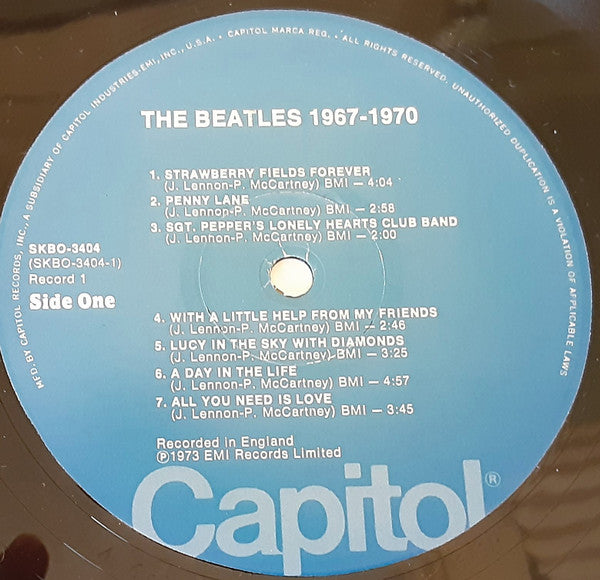 MFD. BY CAPITOL RECORDS, INC., A SUBSIDIARY OF CAPITOL INDUSTRIES-EMI, INC., U.S.A. • CAPITOL MARCA REG. • ALL RIGHTS RESERVED. UNAUTHORIZED DUPLICATION IS A VIOLATION OF APPLICABLE LAWS
THE BEATLES 1967-1970
1. STRAWBERRY FIELDS FOREVER
(J. Lennon-P. McCartney) BMI — 4:04
2. PENNY LANE
(J. Lennon-P. McCartney) BMI — 2:58
3. SGT. PEPPER'S LONELY HEARTS CLUB BAND
(J. Lennon-P. McCartney) BMI — 2:00
SKBO-3404
(SKBO-3404-1)
Record 1
Side One
4. WITH A LITTLE HELP FROM MY FRIENDS
(J. Lennon-P. McCartney) BMI — 2:46
5. LUCY IN THE SKY WITH DIAMONDS
(J. Lennon-P. McCartney) BMI — 3:25
6. A DAY IN THE LIFE
(J. Lennon-P. McCartney) BMI — 4:57
7. ALL YOU NEED IS LOVE
(J. Lennon-P. McCartney) BMI — 3:45
Recorded in England
℗1973 EMI Records Limited
Capitol®